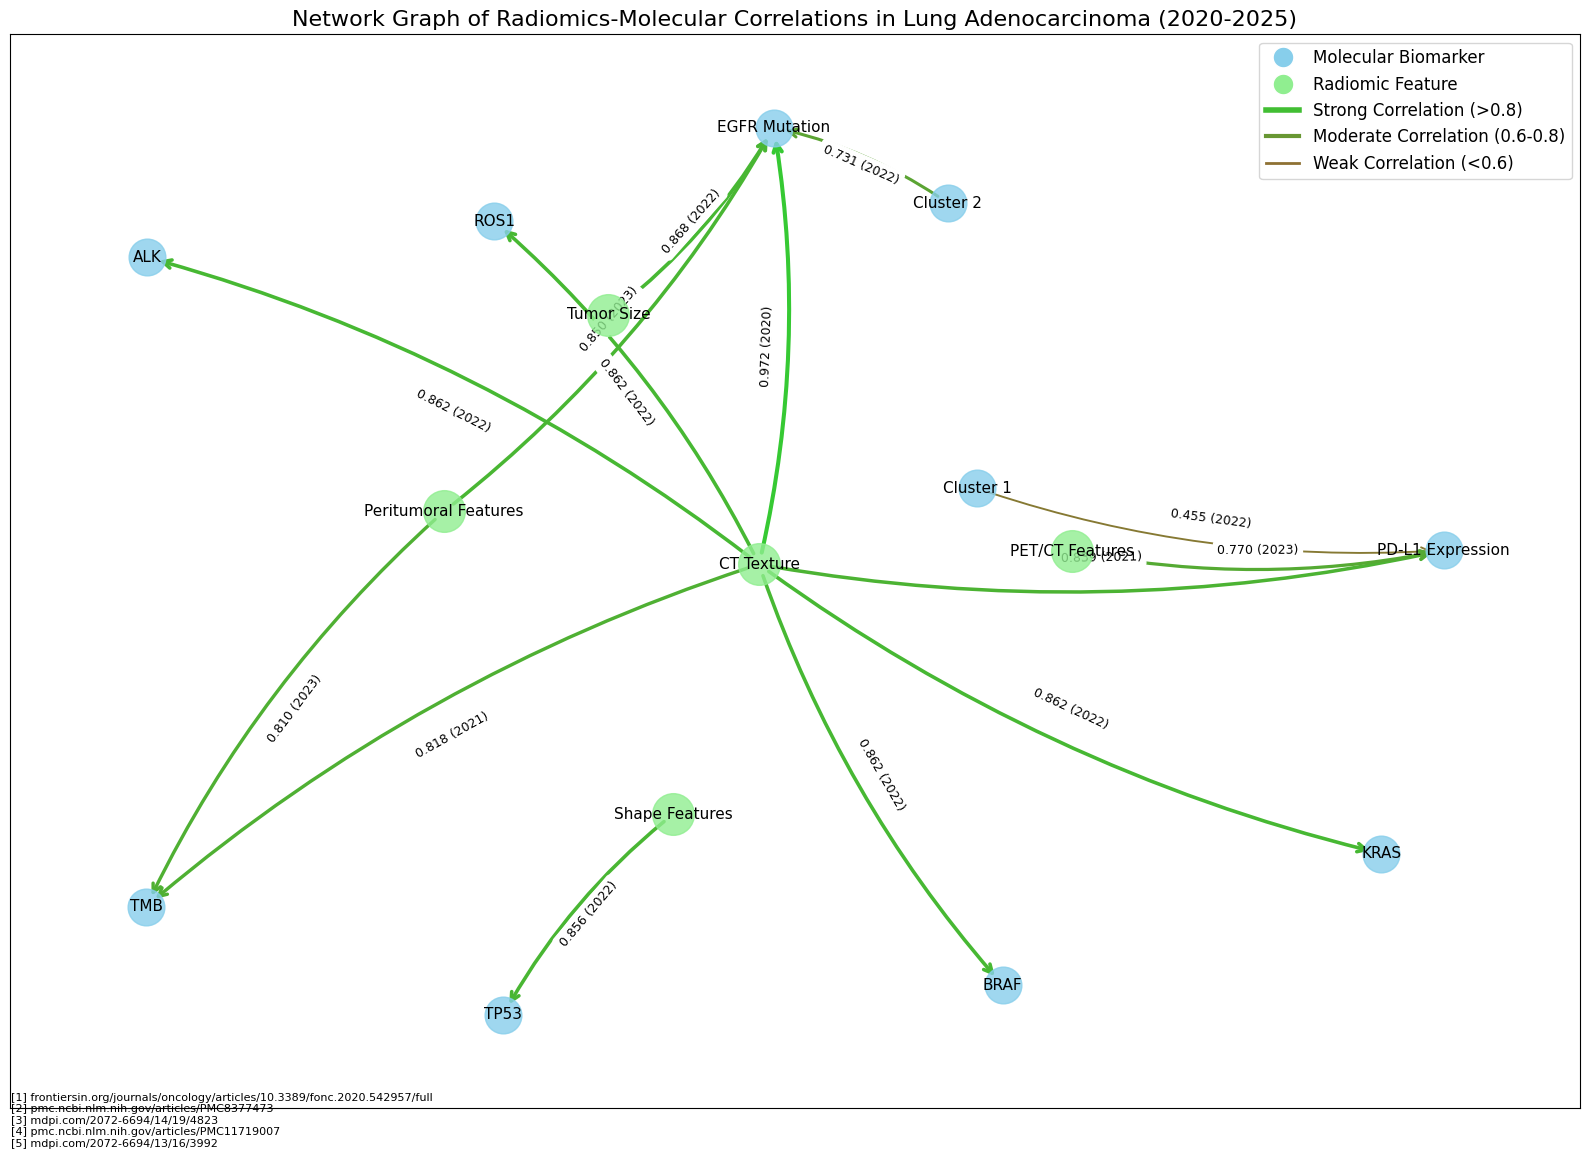 Network Graph of Radiomics-Molecular Correlations in Lung Adenocarcinoma (2020-2025)
Molecular Biomarker
Radiomic Feature
Strong Correlation (>0.8)
Moderate Correlation (0.6-0.8)
Weak Correlation (<0.6)
EGFR Mutation
0.731 (2022)
Cluster 2
ROS1
0.868 (2022)
ALK
Tumor Size
0.972 (2020)
0.862 (2022)
0.862 (2022)
Cluster 1
Peritumoral Features
0.455 (2022)
PET/CT Features
0.770 (2023)
PD-L1 Expression
(2021)
CT Texture
0.810 (2023)
0.862 (2022)
0.818 (2021)
0.862 (2022)
Shape Features
KRAS
0.856 (2022)
TMB
BRAF
TP53
[1] frontiersin.org/journals/oncology/articles/10.3389/fonc.2020.542957/full
[2] pmc.ncbi.nlm.nih.gov/articles/PMC8377473
[3] mdpi.com/2072-6694/14/19/4823
[4] pmc.ncbi.nlm.nih.gov/articles/PMC11719007
[5] mdpi.com/2072-6694/13/16/3992